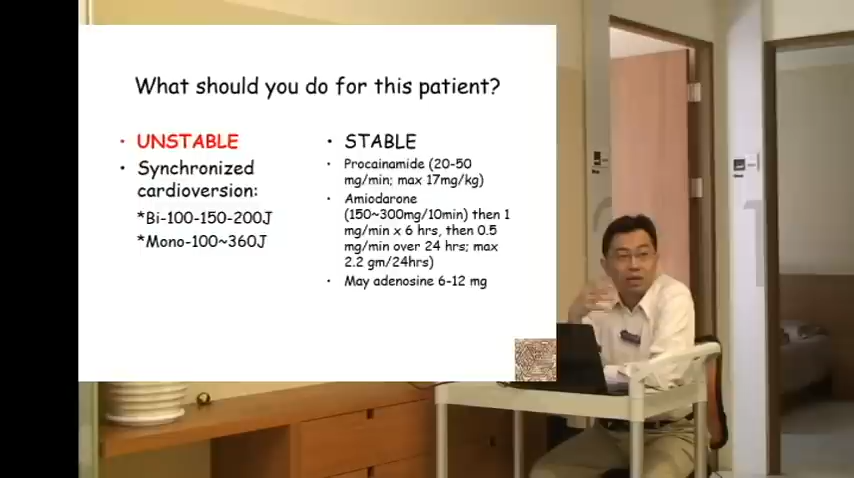 What should you do for this patient?
• UNSTABLE
• Synchronized
cardioversion:
*Bi-100-150-200J
*Mono-100~360J
• STABLE
• Procainamide (20-50
mg/min; max 17mg/kg)
• Amiodarone
(150~300mg/10min) then 1
mg/min x 6 hrs, then 0.5
mg/min over 24 hrs; max
2.2 gm/24hrs)
• May adenosine 6-12 mg